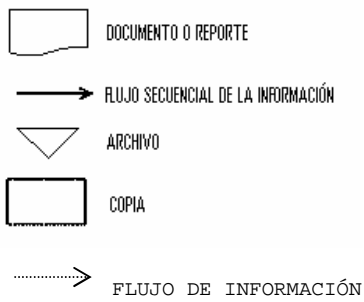 DOCUMENTO O REPORTE
FLUJO SECUENCIAL DE LA INFORMACIÓN
ARCHIVO
COPIA
FLUJO DE INFORMACIÓN